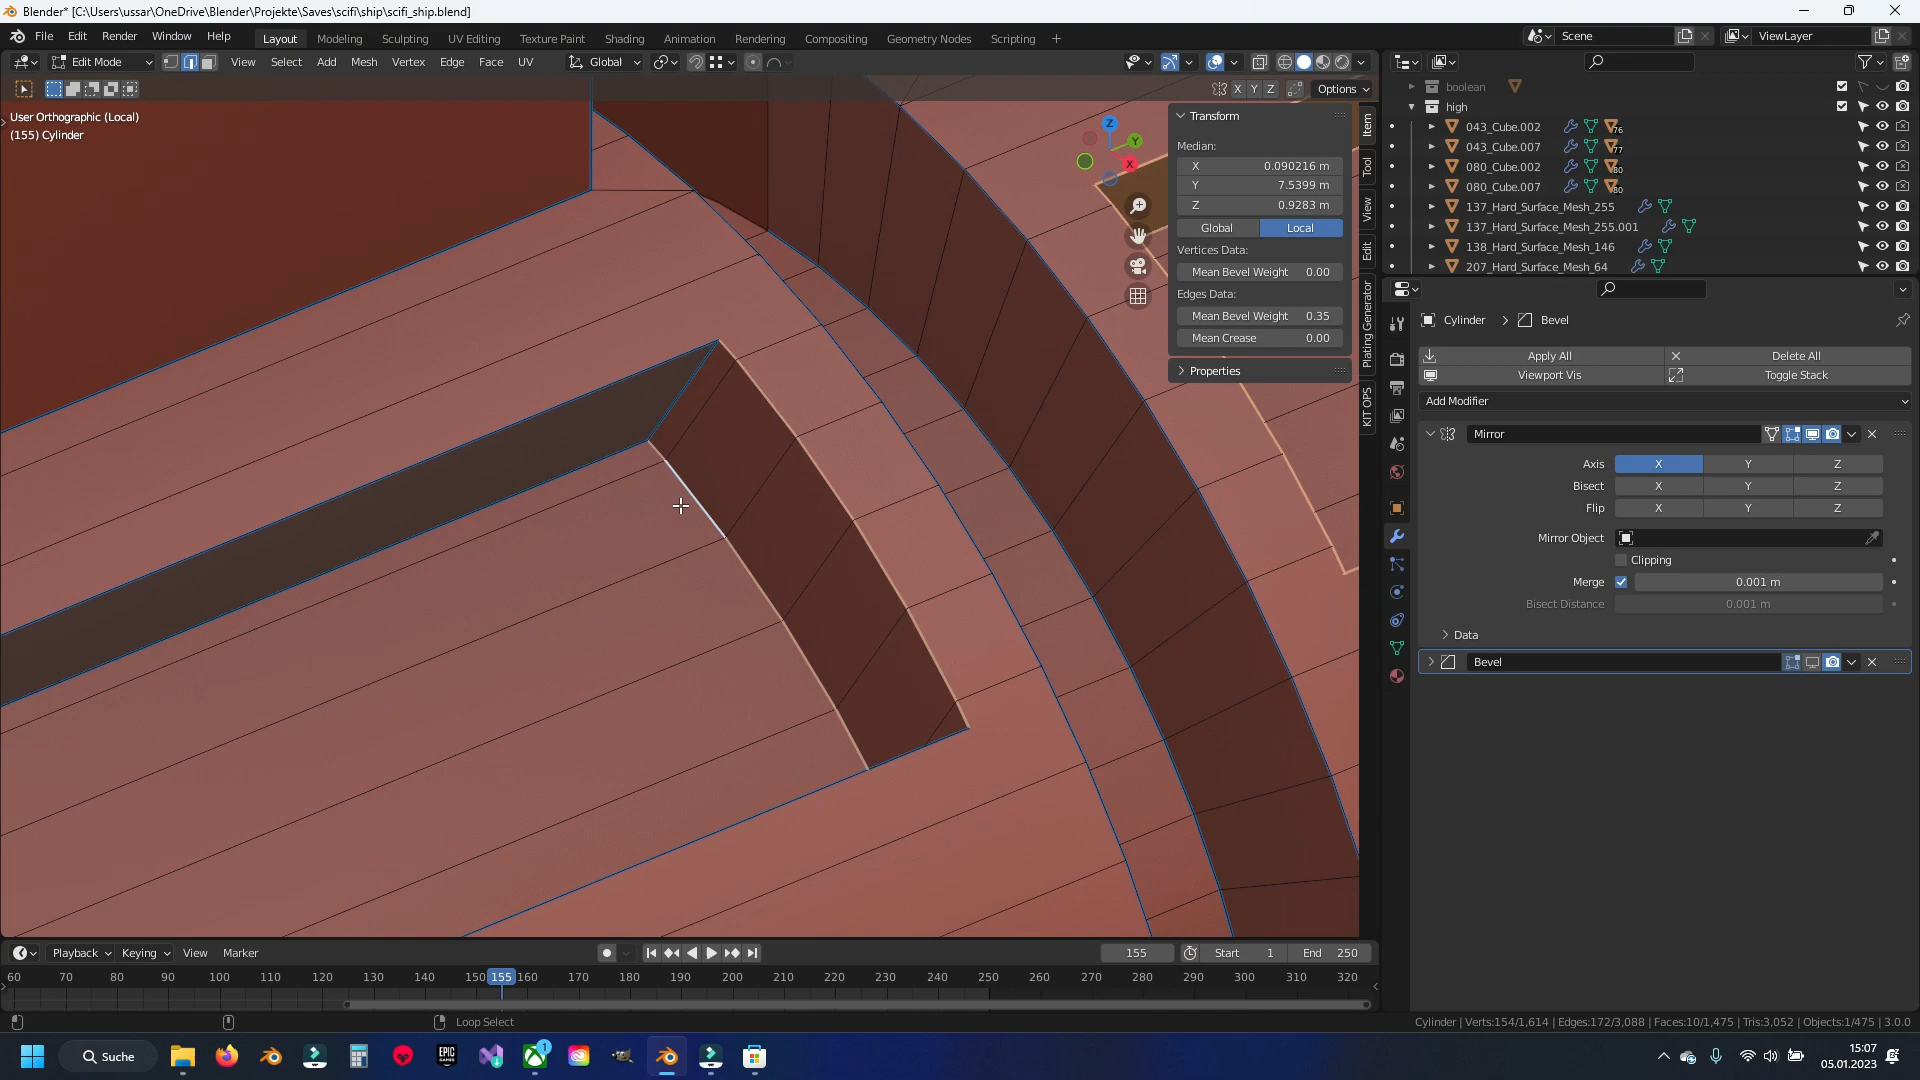 Blender* [C:\Users\ussar\OneDrive\Blender\Projekte\Saves\scifi\ship\scifi_ship.blend]
File Edit Render Window Help Layout Modeling Sculpting UV Editing Texture Paint Shading Animation Rendering Compositing Geometry Nodes Scripting + Scene ViewLayer
Edit Mode View Select Add Mesh Vertex Edge Face UV Global
X Y Z Options
User Orthographic (Local)
(155) Cylinder
Z
Y
X
Transform
Median:
X 0.090216 m
Y 7.5399 m
Z 0.9283 m
Global Local
Vertices Data:
Mean Bevel Weight 0.00
Edges Data:
Mean Bevel Weight 0.35
Mean Crease 0.00
Properties
Item
Tool
View
Edit
Plating Generator
KIT OPS
boolean
high
043_Cube.002 76
043_Cube.007 77
080_Cube.002 80
080_Cube.007 80
137_Hard_Surface_Mesh_255
137_Hard_Surface_Mesh_255.001
138_Hard_Surface_Mesh_146
207_Hard_Surface_Mesh_64
Cylinder > Bevel
Apply All Delete All
Viewport Vis Toggle Stack
Add Modifier
Mirror
Axis X Y Z
Bisect X Y Z
Flip X Y Z
Mirror Object
Clipping
Merge 0.001 m
Bisect Distance 0.001 m
Data
Bevel
Playback Keying View Marker 155 Start 1 End 250
60 70 80 90 100 110 120 130 140 150 155 160 170 180 190 200 210 220 230 240 250 260 270 280 290 300 310 320
Loop Select
Cylinder | Verts:154/1,614 | Edges:172/3,088 | Faces:10/1,475 | Tris:3,052 | Objects:1/475 | 3.0.0
Suche
EPIC
GAMES
1
15:07
05.01.2023